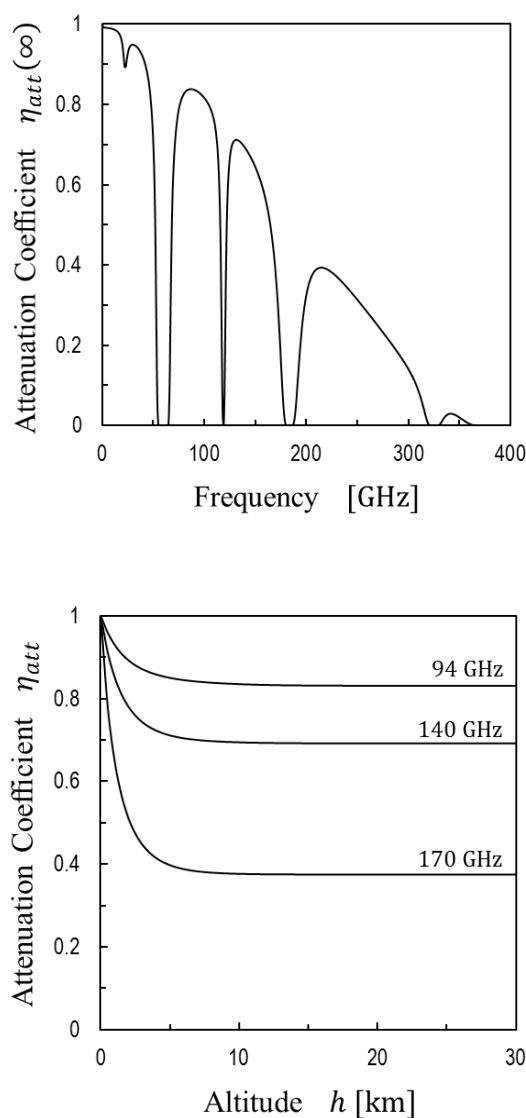 Attenuation Coefficient η_att(∞)
1
0.8
0.6
0.4
0.2
0
0 100 200 300 400
Frequency [GHz]
Attenuation Coefficient η_att
1
0.8
0.6
0.4
0.2
0
94 GHz
140 GHz
170 GHz
0 10 20 30
Altitude h [km]